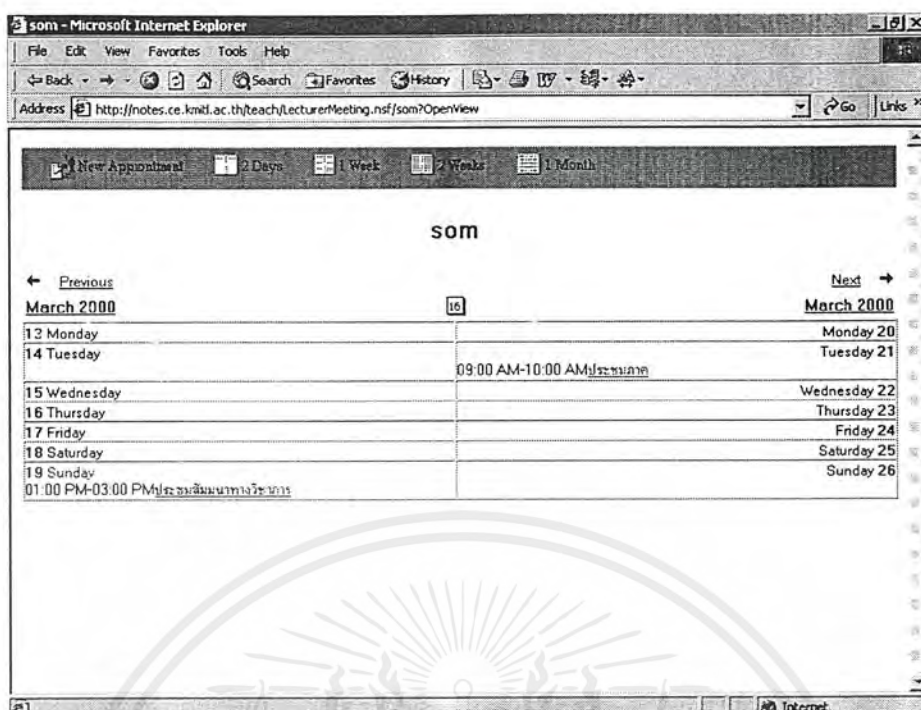 som - Microsoft Internet Explorer
File Edit View Favorites Tools Help
Back Search Favorites History
Address http://notes.ce.kmitl.ac.th/teach/LecturerMeeting.nsf/som?OpenView Go Links »
New Appointment 2 Days 1 Week 2 Weeks 1 Month
som
Previous Next
March 2000 16 March 2000
13 Monday Monday 20
14 Tuesday Tuesday 21
09:00 AM-10:00 AMประชุมภาค
15 Wednesday Wednesday 22
16 Thursday Thursday 23
17 Friday Friday 24
18 Saturday Saturday 25
19 Sunday Sunday 26
01:00 PM-03:00 PMประชุมสัมมนาทางวิชาการ
Internet